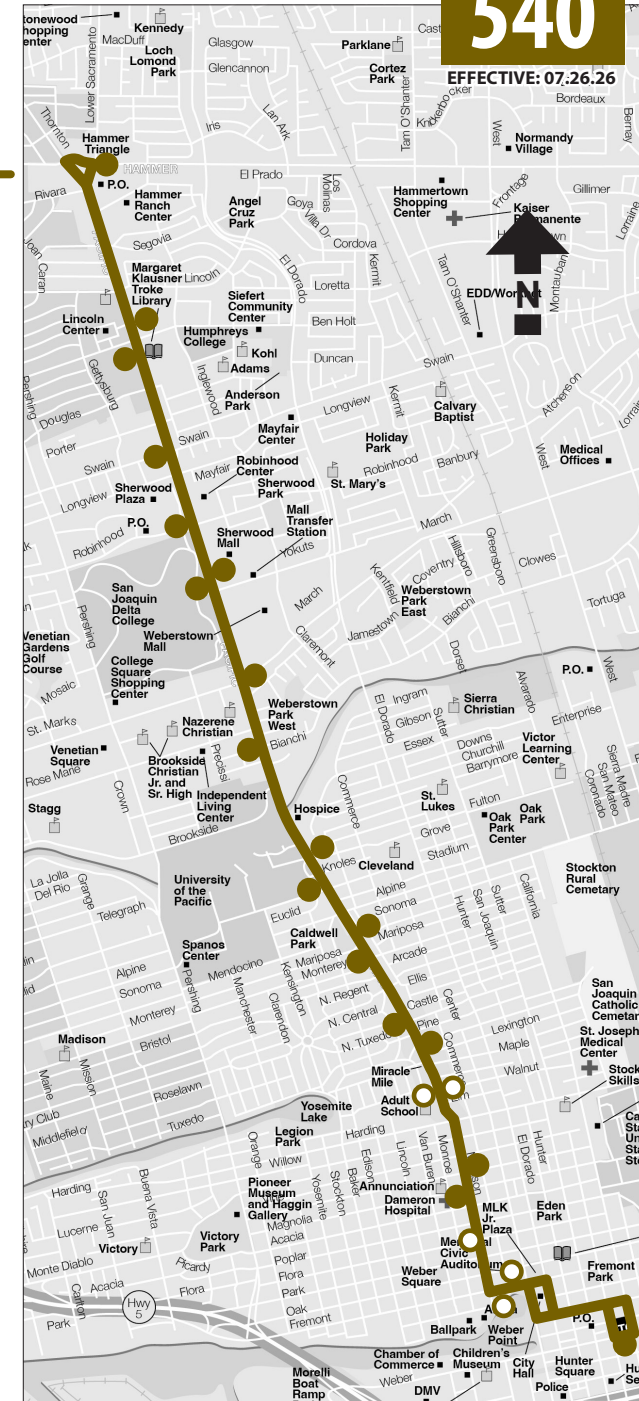 540
EFFECTIVE: 07.26.26
Kennedy
MacDuff
Lower Sacramento
Loch
Lomond
Park
Glasgow
Glencannon
Parklane
Cortez
Park
Tam O'Shanter
Bordeaux
Bernay
West
Normandy
Village
Thornton
Hammer
Triangle
HAMMER
Iris
Lan Ark
El Prado
P.O.
Rivara
Hammer
Ranch
Center
Angel
Cruz
Park
Goya
Los
Molinas
Villa Dr
Cordova
Kermit
Hammertown
Shopping
Center
Frontage
Gillimer
Kaiser
Lorraine
N
Joan
Caran
Segovia
Margaret
Klausner
Troke
Library
Lincoln
El Dorado
Loretta
Tam O'Shanter
Montauban
Siefert
Community
Center
Ben Holt
Lincoln
Center
Humphreys
College
Kohl
Adams
Duncan
Swain
Gettysburg
Inglewood
Anderson
Park
Pershing
Douglas
Longview
Kermit
Calvary
Baptist
Atcheson
Mayfair
Center
Porter
Swain
Holiday
Park
Banbury
West
Medical
Offices
Swain
Mayfair
Robinhood
Center
Robinhood
Sherwood
Park
St. Mary's
Longview
Sherwood
Plaza
P.O.
Robinhood
Mall
Transfer
Station
Sherwood
Mall
Yokuts
March
Hillsboro
Greensboro
Coventry
Clowes
Kentfield
San
Joaquin
Delta
College
March
Weberstown
Park
East
Bianchi
Tortuga
Pershing
Weberstown
Mall
Claremont
Jamestown
Venetian
Gardens
Golf
Course
College
Square
Shopping
Center
Dorset
P.O.
West
Mosaic
Alvarado
Ingram
El Dorado
Sierra
Christian
St. Marks
Nazerene
Christian
Weberstown
Park
West
Gibson
Sutter
Enterprise
Essex
Venetian
Square
Bianchi
Downs
Churchill
Barrymore
Victor
Learning
Center
Sierra Madre
San Mateo
Coronado
Rose Marie
Brookside
Christian
Jr. and
Sr. High
Precissi
Independent
Living
Center
Crown
Commerce
St.
Lukes
Fulton
Stagg
Hospice
Oak
Park
Center
Oak
Park
Brookside
Grove
Stadium
Knoles
Cleveland
La Jolla
Del Rio
Grange
University
of the
Pacific
Alpine
Sonoma
Hunter
San Joaquin
Sutter
California
Stockton
Rural
Cemetary
Telegraph
Euclid
Mariposa
Caldwell
Park
Spanos
Center
Mendocino
Mariposa
Monterey
Arcade
Alpine
Sonoma
Pershing
Manchester
Kensington
Clarendon
Ellis
N. Regent
Castle
Center
Monterey
N. Central
Pine
Bristol
N. Tuxedo
Lexington
Maple
San
Joaquin
Catholic
Madison
Miracle
Mile
Walnut
St. Joseph
Medical
Center
Maine
Mission
Roselawn
Yosemite
Lake
Adult
School
Middlefield
Tuxedo
Legion
Park
Harding
Hunter
El Dorado
Orange
Willow
Edison
Lincoln
Van Buren
Monroe
Harding
San Juan
Buena Vista
Pioneer
Museum
and Haggin
Gallery
Yosemite
Stockton
Baker
Annunciation
Dameron
Hospital
MLK
Jr.
Plaza
Eden
Park
Magnolia
Lucerne
Victory
Victory
Park
Acacia
Civic
Monte Diablo
Picardy
Poplar
Weber
Square
Fremont
Park
Flora
Carlton
Acacia
Flora
Park
Oak
Hwy
5
Park
Fremont
Ballpark
Weber
Point
P.O.
Chamber of
Commerce
Children's
Museum
City
Hall
Hunter
Square
Morelli
Boat
Ramp
Weber
DMV
Police